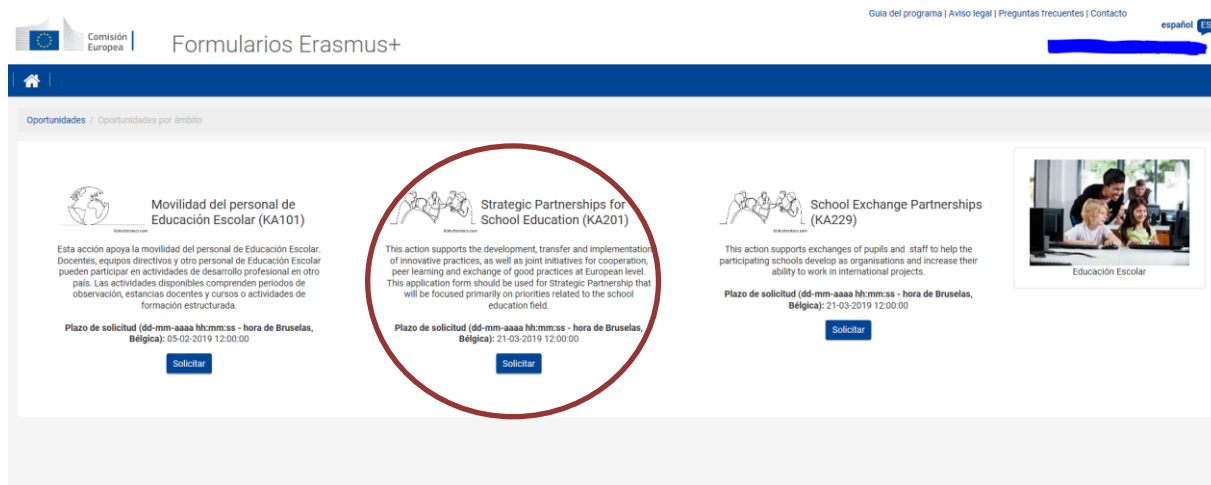 Guia del programa | Aviso legal | Preguntas frecuentes | Contacto
español ES
Comisión
Europea
Formularios Erasmus+
Oportunidades / Oportunidades por ámbito
Movilidad del personal de
Educación Escolar (KA101)
Esta acción apoya la movilidad del personal de Educación Escolar.
Docentes, equipos directivos y otro personal de Educación Escolar
pueden participar en actividades de desarrollo profesional en otro
país. Las actividades disponibles comprenden periodos de
observación, estancias docentes y cursos o actividades de
formación estructurada.
Plazo de solicitud (dd-mm-aaaa hh:mm:ss - hora de Bruselas,
Bélgica): 05-02-2019 12:00:00
Solicitar
Strategic Partnerships for
School Education (KA201)
This action supports the development, transfer and implementation
of innovative practices, as well as joint initiatives for cooperation,
peer learning and exchange of good practices at European level.
This application form should be used for Strategic Partnership that
will be focused primarily on priorities related to the school
education field.
Plazo de solicitud (dd-mm-aaaa hh:mm:ss - hora de Bruselas,
Bélgica): 21-03-2019 12:00:00
Solicitar
School Exchange Partnerships
(KA229)
This action supports exchanges of pupils and staff to help the
participating schools develop as organisations and increase their
ability to work in international projects.
Plazo de solicitud (dd-mm-aaaa hh:mm:ss - hora de Bruselas,
Bélgica): 21-03-2019 12:00:00
Solicitar
Educación Escolar